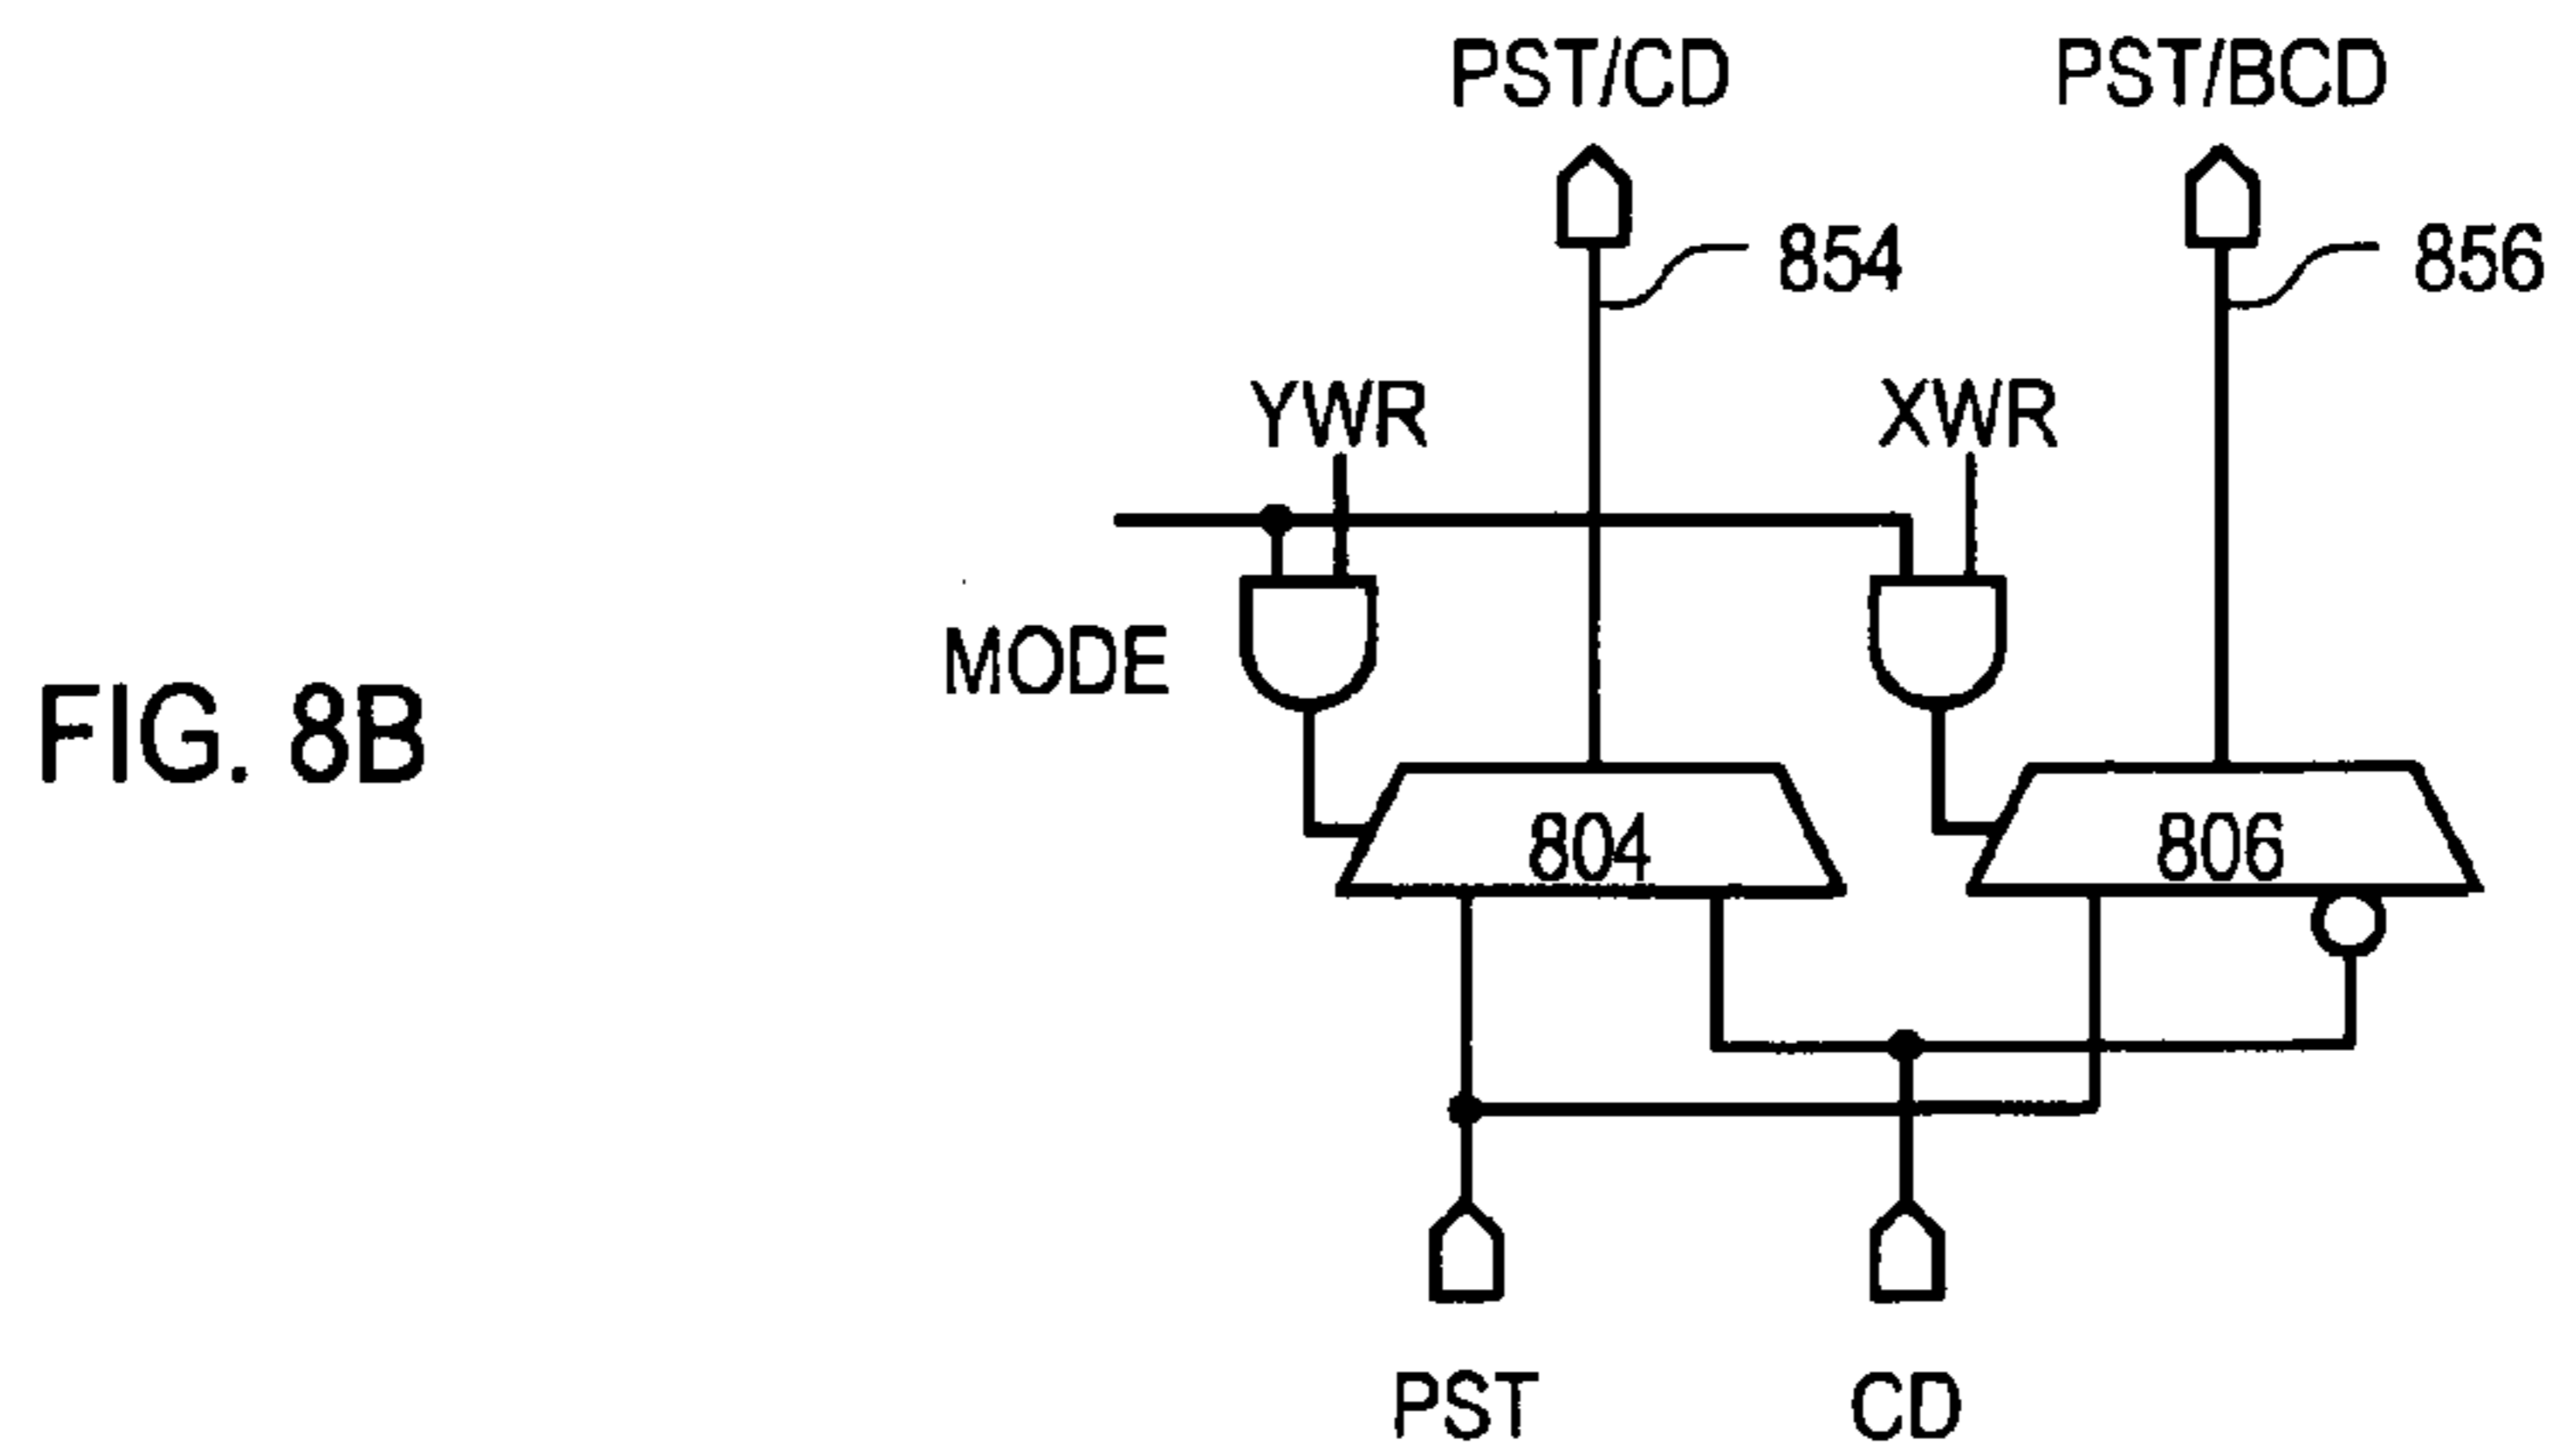 PST/CD PST/BCD
854 856
YWR XWR
MODE
FIG. 8B
804 806
PST CD